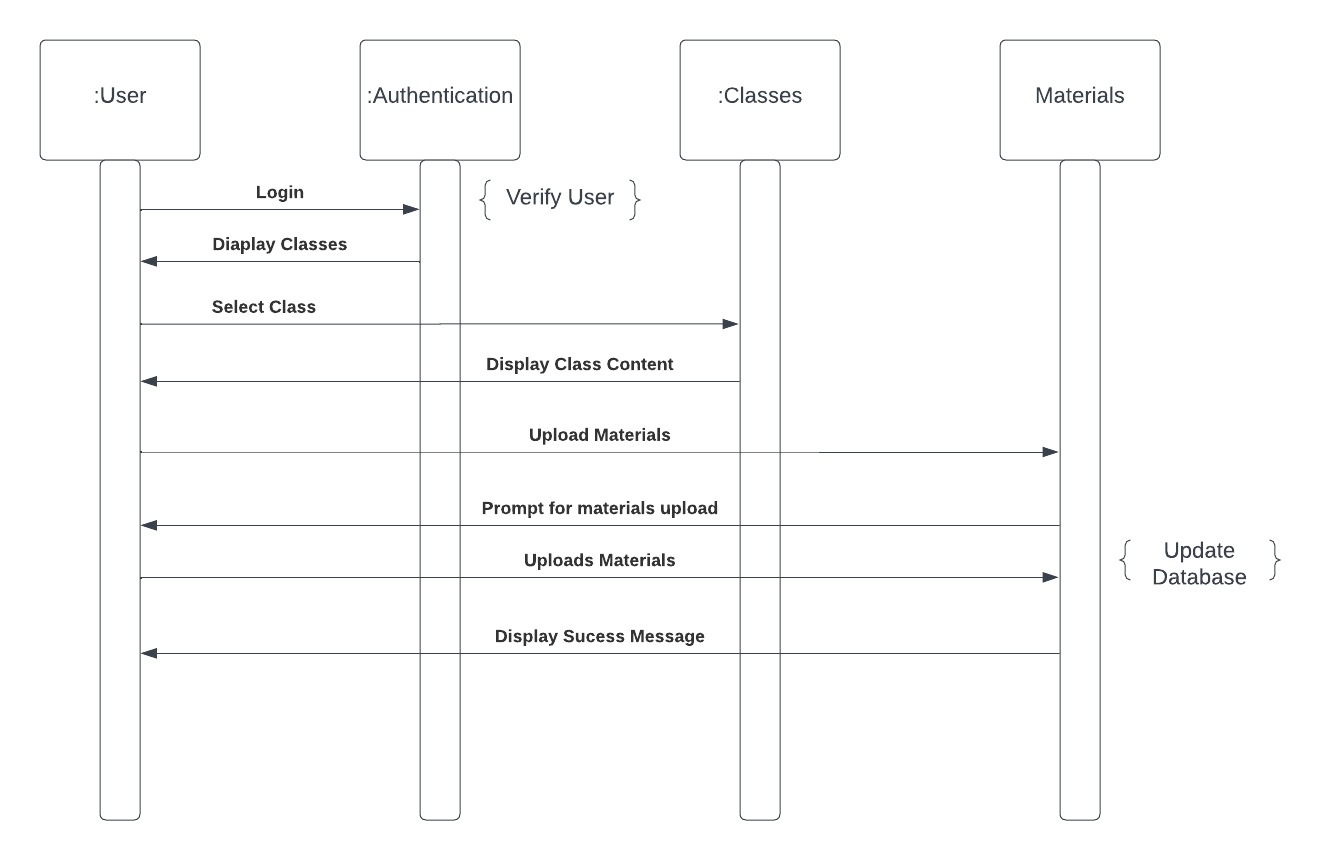 :User
:Authentication
:Classes
Materials
Login
{ Verify User }
Diaplay Classes
Select Class
Display Class Content
Upload Materials
Prompt for materials upload
{ Update
Database }
Uploads Materials
Display Sucess Message